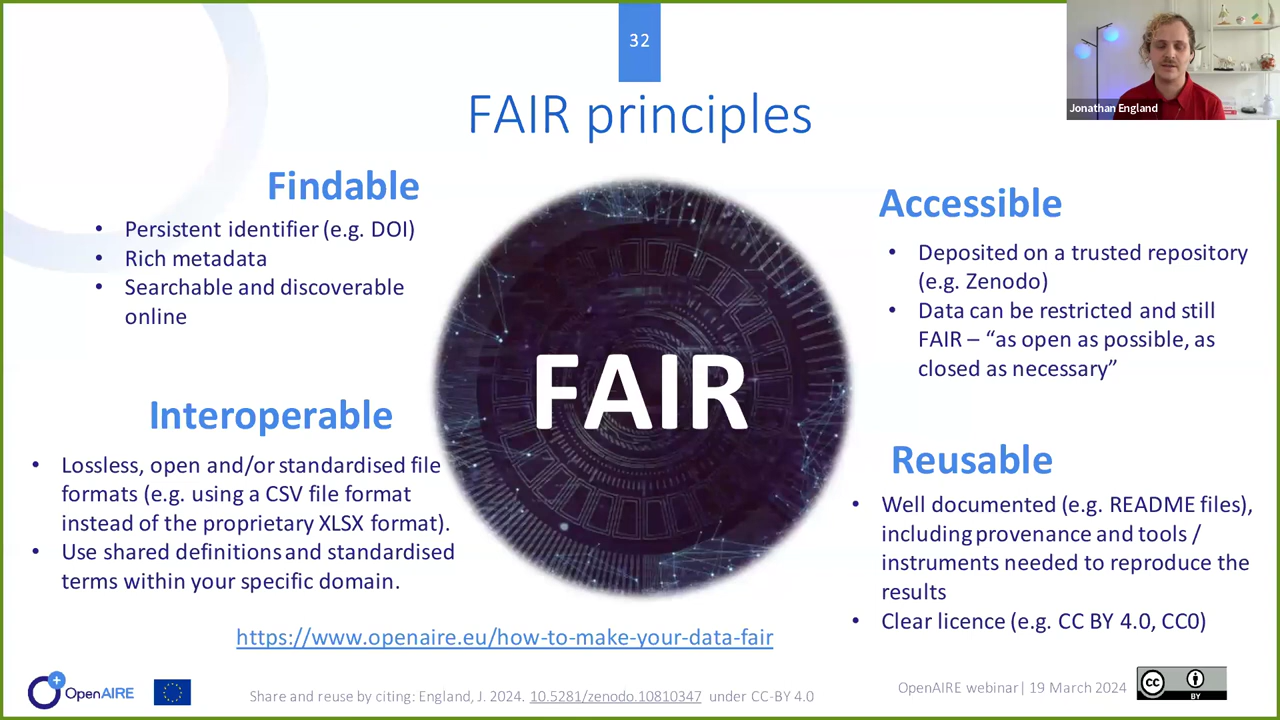 32
Jonathan England
FAIR principles
Findable
• Persistent identifier (e.g. DOI)
• Rich metadata
• Searchable and discoverable
online
Accessible
• Deposited on a trusted repository
(e.g. Zenodo)
• Data can be restricted and still
FAIR – “as open as possible, as
closed as necessary”
FAIR
Interoperable
• Lossless, open and/or standardised file
formats (e.g. using a CSV file format
instead of the proprietary XLSX format).
• Use shared definitions and standardised
terms within your specific domain.
Reusable
• Well documented (e.g. README files),
including provenance and tools /
instruments needed to reproduce the
results
• Clear licence (e.g. CC BY 4.0, CC0)
https://www.openaire.eu/how-to-make-your-data-fair
OpenAIRE
Share and reuse by citing: England, J. 2024. 10.5281/zenodo.10810347 under CC-BY 4.0
OpenAIRE webinar| 19 March 2024
cc
BY